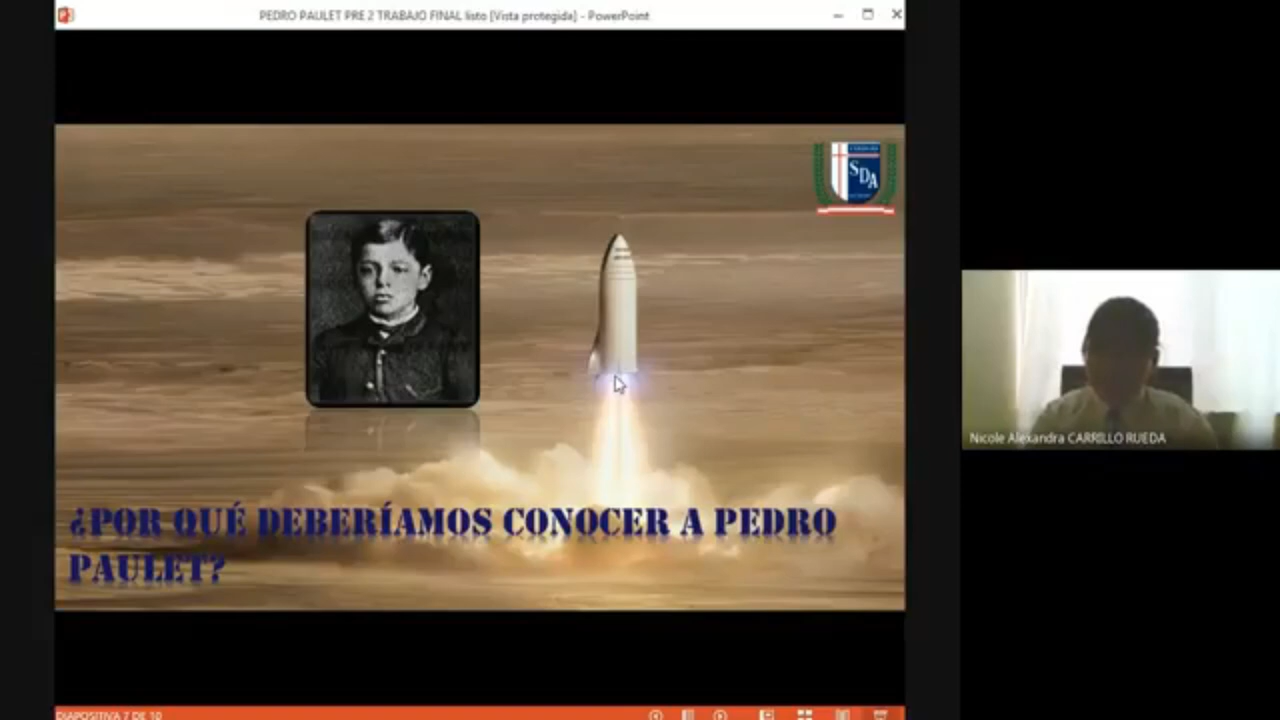 PEDRO PAULET PRE 2 TRABAJO FINAL listo [Vista protegida] - PowerPoint
SDA
¿POR QUÉ DEBERÍAMOS CONOCER A PEDRO
PAULET?
Nicole Alexandra CARRILLO RUEDA
DIAPOSITIVA 7 DE 10